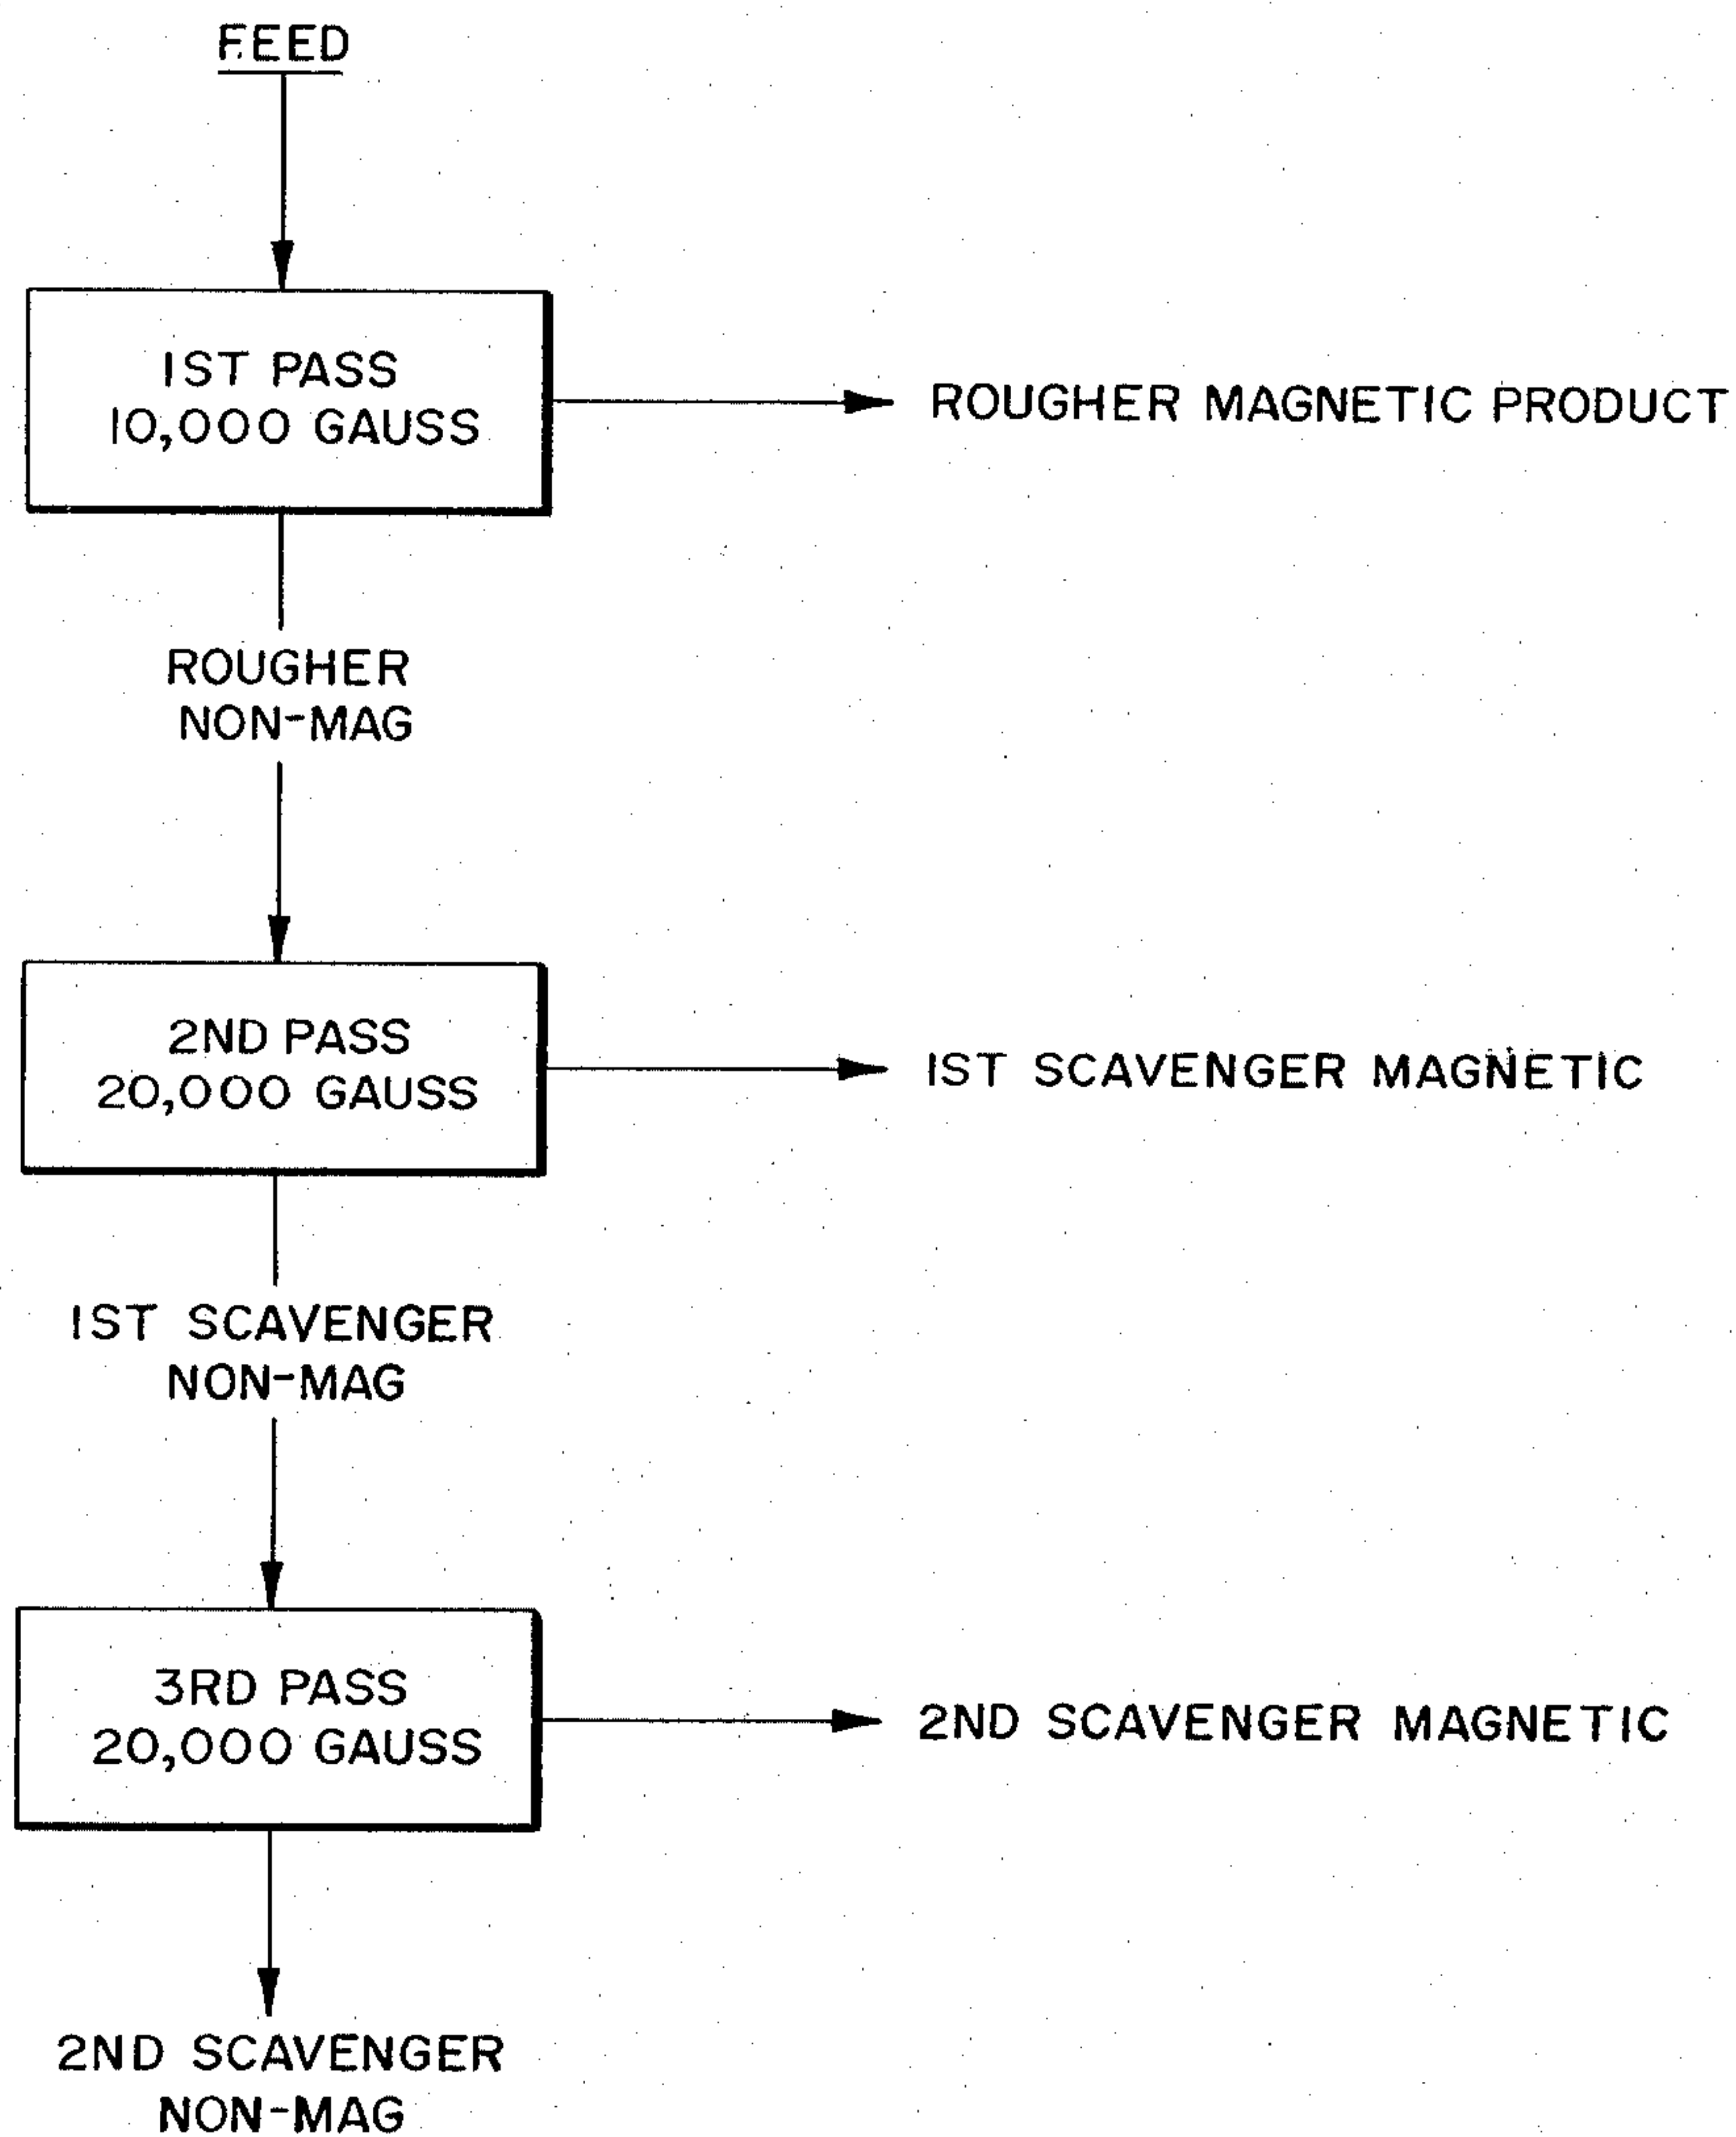 FEED
1ST PASS
10,000 GAUSS
ROUGHER MAGNETIC PRODUCT
ROUGHER
NON-MAG
2ND PASS
20,000 GAUSS
1ST SCAVENGER MAGNETIC
1ST SCAVENGER
NON-MAG
3RD PASS
20,000 GAUSS
2ND SCAVENGER MAGNETIC
2ND SCAVENGER
NON-MAG